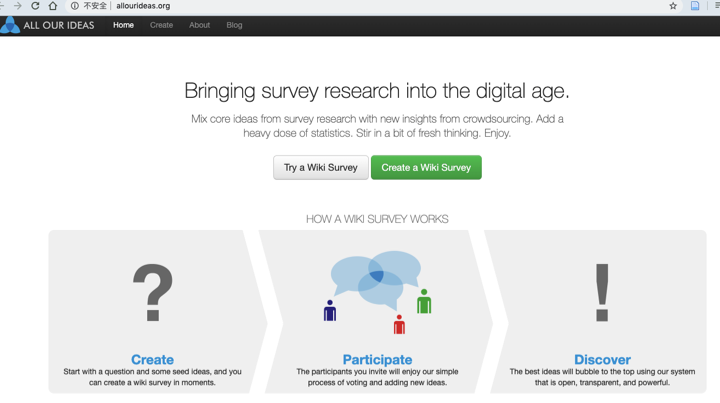 不安全 allourideas.org
ALL OUR IDEAS Home Create About Blog
Bringing survey research into the digital age.
Mix core ideas from survey research with new insights from crowdsourcing. Add a
heavy dose of statistics. Stir in a bit of fresh thinking. Enjoy.
Try a Wiki Survey Create a Wiki Survey
HOW A WIKI SURVEY WORKS
?
Create
Start with a question and some seed ideas, and you
can create a wiki survey in moments.
Participate
The participants you invite will enjoy our simple
process of voting and adding new ideas.
!
Discover
The best ideas will bubble to the top using our system
that is open, transparent, and powerful.